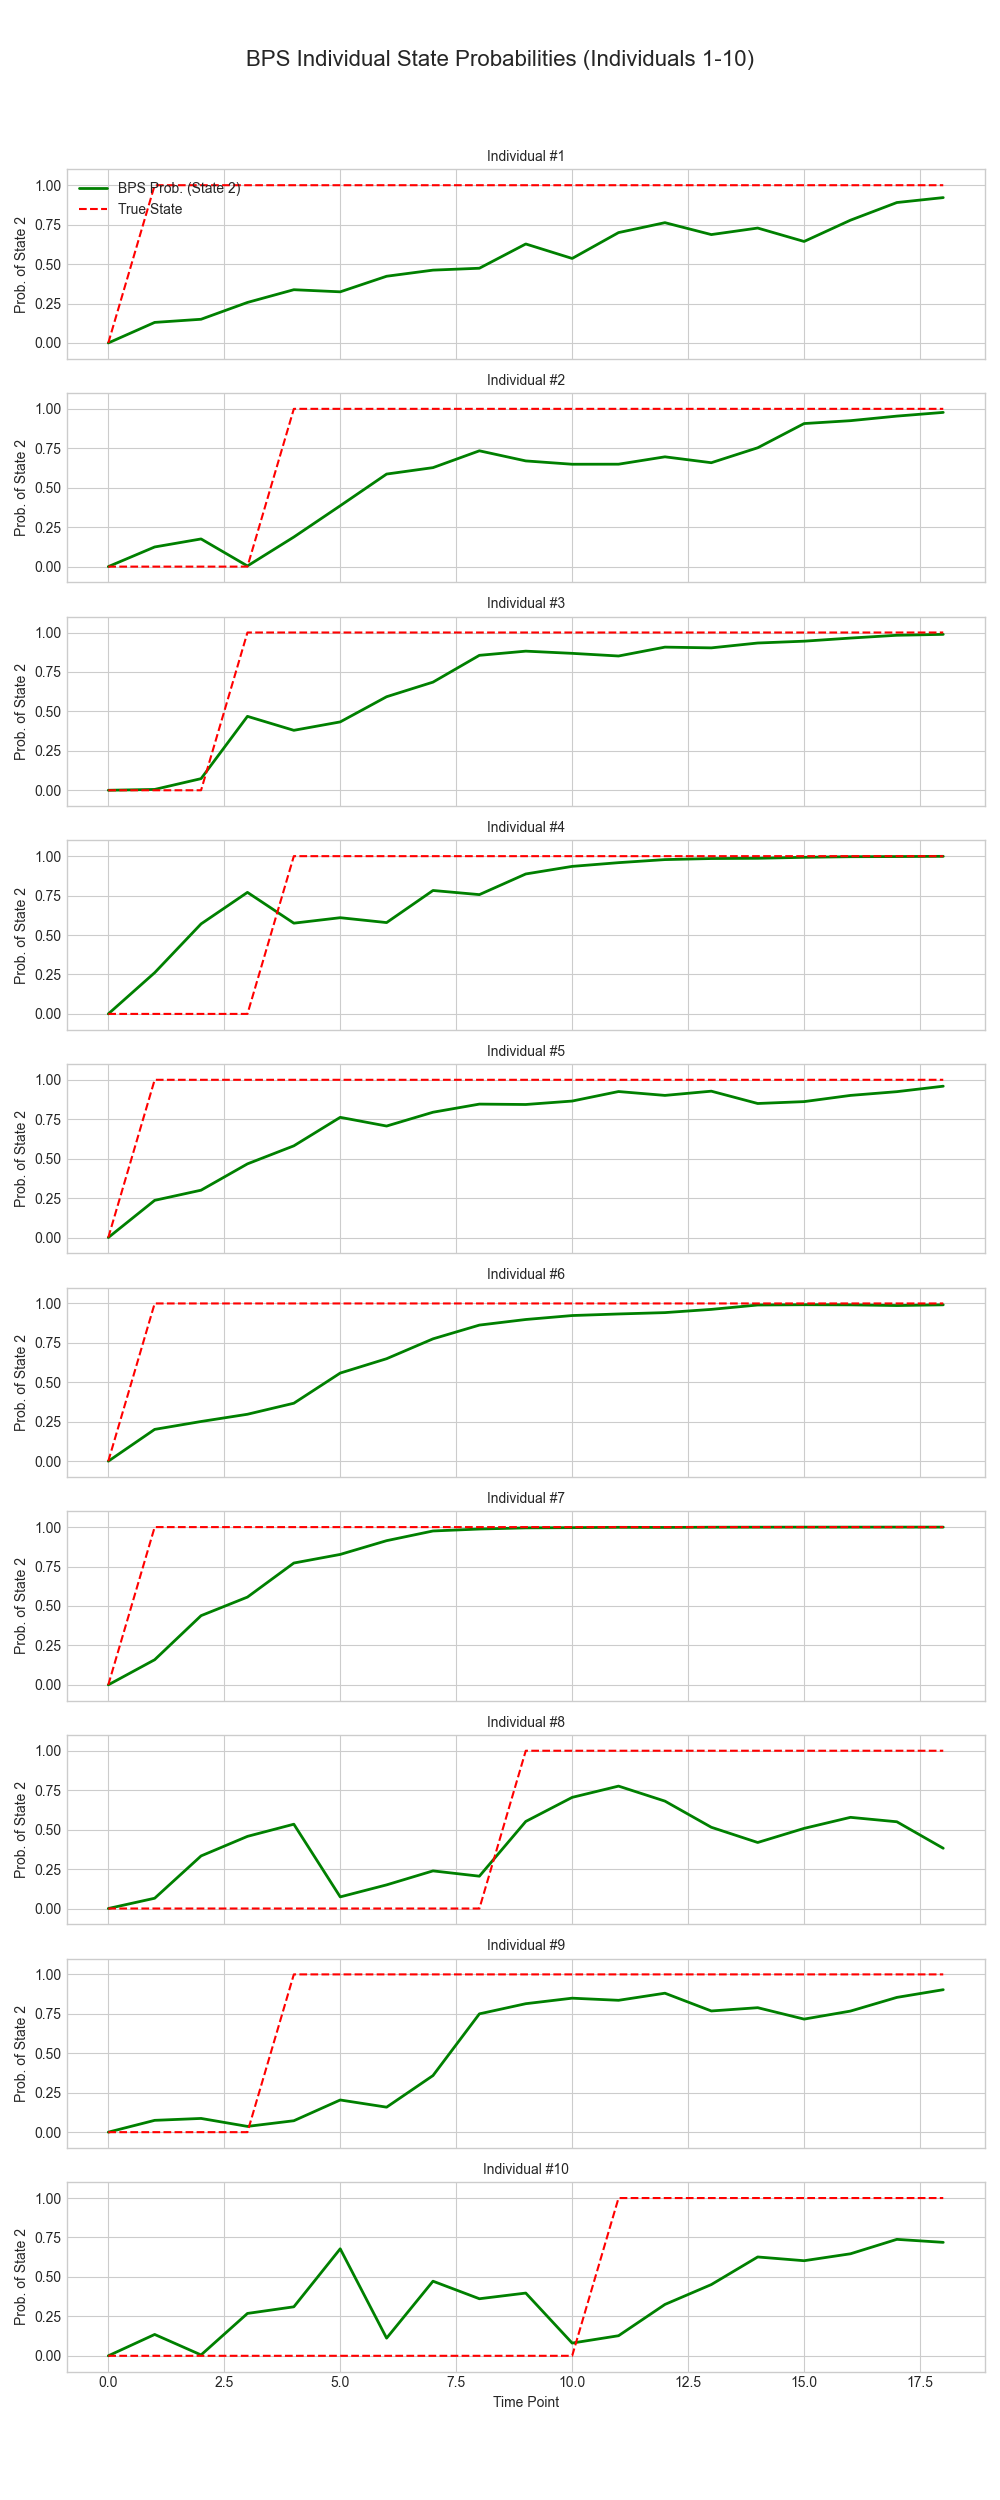 BPS Individual State Probabilities (Individuals 1-10)
Individual #1
BPS Prob. (State 2)
True State
Prob. of State 2
1.00
0.75
0.50
0.25
0.00
Individual #2
Prob. of State 2
1.00
0.75
0.50
0.25
0.00
Individual #3
Prob. of State 2
1.00
0.75
0.50
0.25
0.00
Individual #4
Prob. of State 2
1.00
0.75
0.50
0.25
0.00
Individual #5
Prob. of State 2
1.00
0.75
0.50
0.25
0.00
Individual #6
Prob. of State 2
1.00
0.75
0.50
0.25
0.00
Individual #7
Prob. of State 2
1.00
0.75
0.50
0.25
0.00
Individual #8
Prob. of State 2
1.00
0.75
0.50
0.25
0.00
Individual #9
Prob. of State 2
1.00
0.75
0.50
0.25
0.00
Individual #10
Prob. of State 2
1.00
0.75
0.50
0.25
0.00
0.0 2.5 5.0 7.5 10.0 12.5 15.0 17.5
Time Point